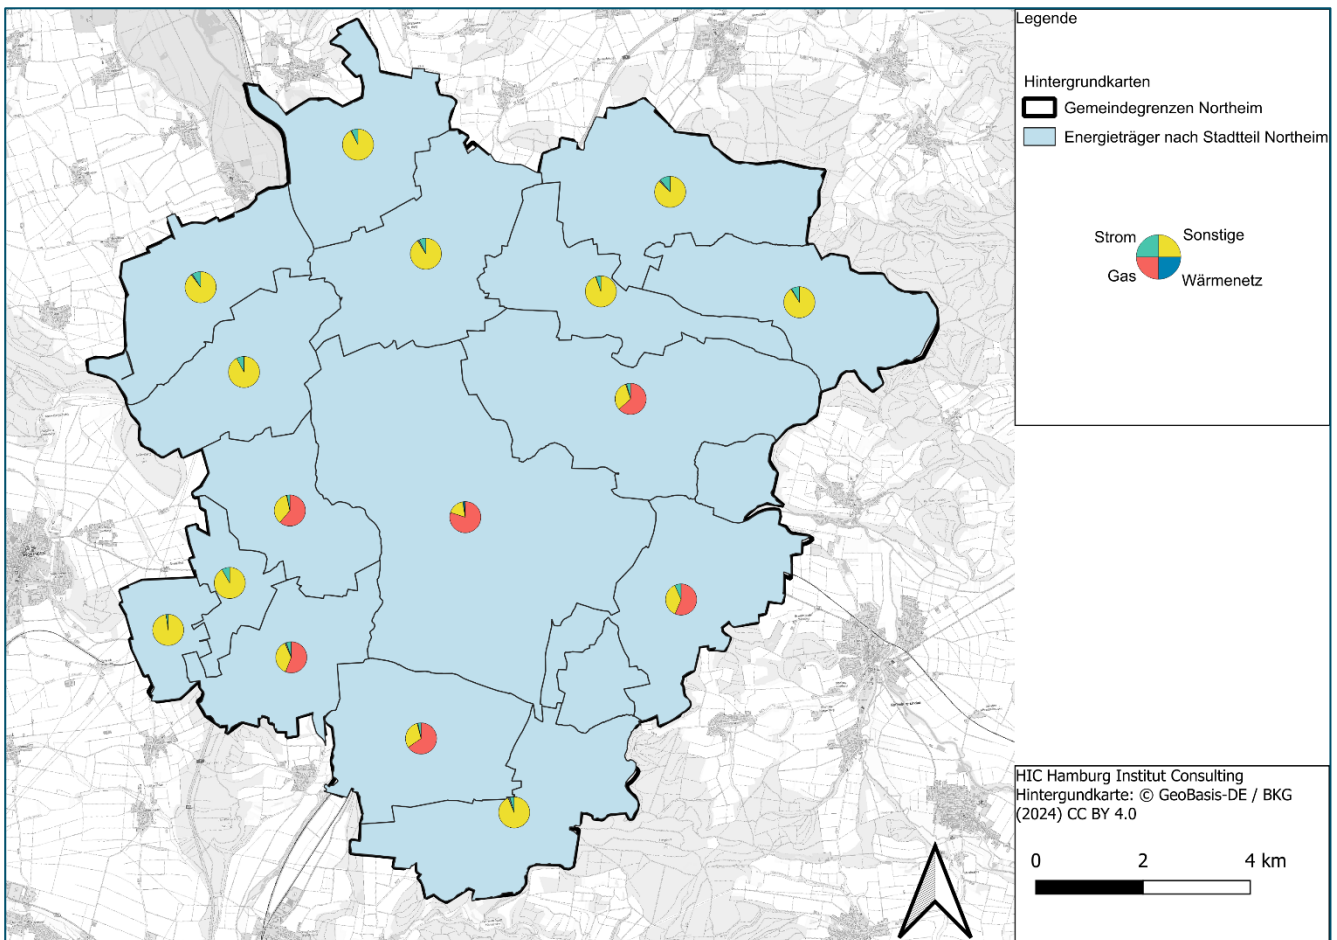 Legende
Hintergrundkarten
Gemeindegrenzen Northeim
Energieträger nach Stadtteil Northeim
Strom
Sonstige
Gas
Wärmenetz
HIC Hamburg Institut Consulting
Hintergundkarte: © GeoBasis-DE / BKG
(2024) CC BY 4.0
0 2 4 km